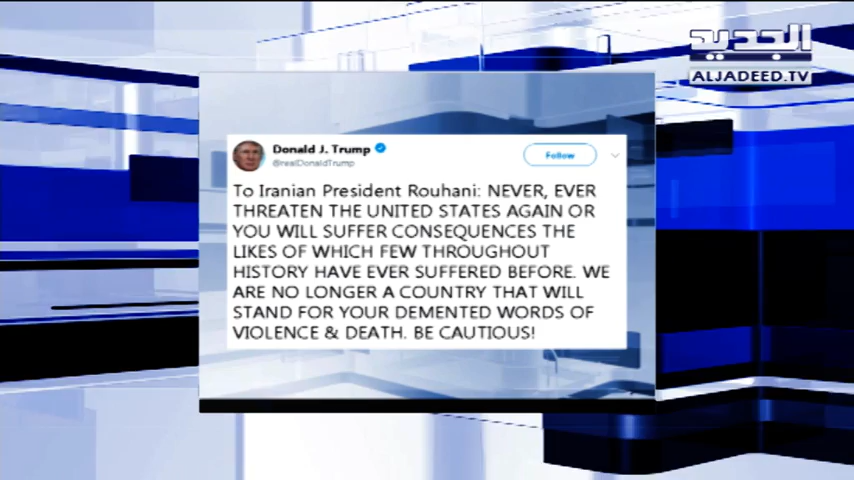 الجديد
ALJADEED.TV
Donald J. Trump
@realDonaldTrump
Follow
To Iranian President Rouhani: NEVER, EVER
THREATEN THE UNITED STATES AGAIN OR
YOU WILL SUFFER CONSEQUENCES THE
LIKES OF WHICH FEW THROUGHOUT
HISTORY HAVE EVER SUFFERED BEFORE. WE
ARE NO LONGER A COUNTRY THAT WILL
STAND FOR YOUR DEMENTED WORDS OF
VIOLENCE & DEATH. BE CAUTIOUS!